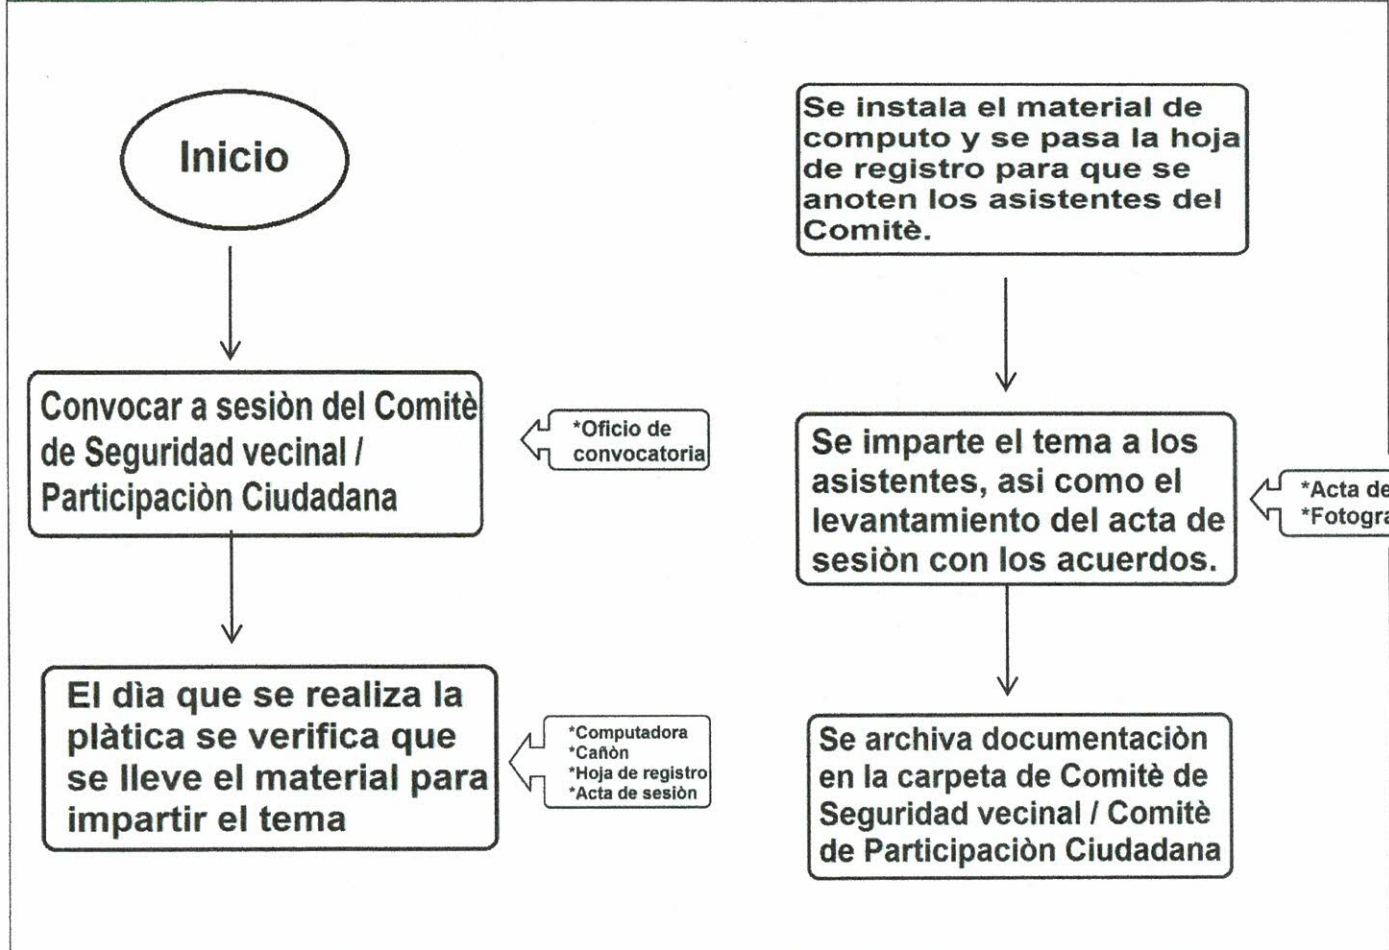 Inicio
Convocar a sesiòn del Comitè
de Seguridad vecinal /
Participaciòn Ciudadana
*Oficio de
convocatoria
El dìa que se realiza la
plàtica se verifica que
se lleve el material para
impartir el tema
*Computadora
*Cañòn
*Hoja de registro
*Acta de sesiòn
Se instala el material de
computo y se pasa la hoja
de registro para que se
anoten los asistentes del
Comitè.
Se imparte el tema a los
asistentes, asi como el
levantamiento del acta de
sesiòn con los acuerdos.
*Acta de
Se archiva documentaciòn
en la carpeta de Comitè de
Seguridad vecinal / Comitè
de Participaciòn Ciudadana